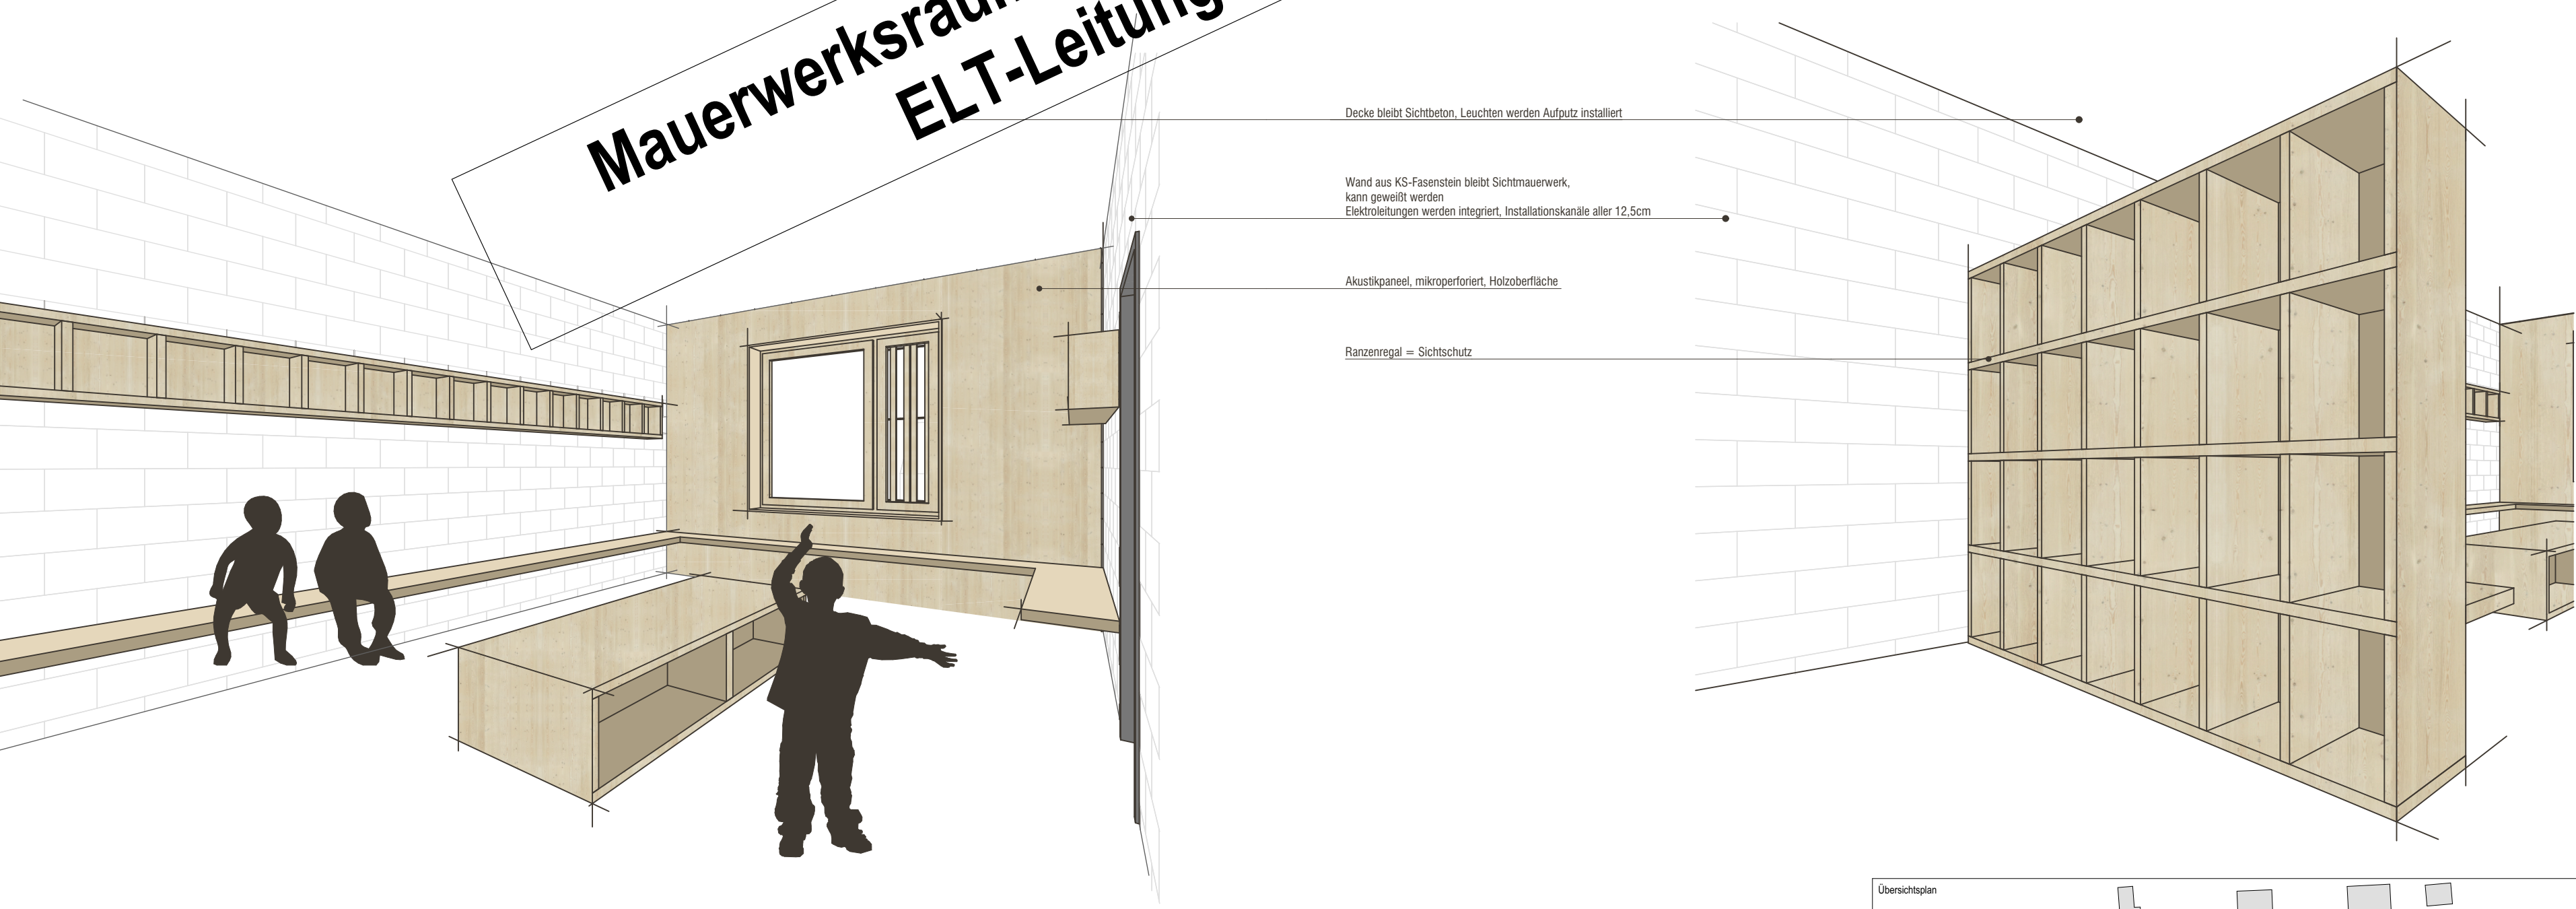 ELT-Leitung
Decke bleibt Sichtbeton, Leuchten werden Aufputz installiert
Wand aus KS-Fasenstein bleibt Sichtmauerwerk,
kann geweißt werden
Elektroleitungen werden integriert, Installationskanäle aller 12,5cm
Akustikpaneel, mikroperforiert, Holzoberfläche
Ranzenregal = Sichtschutz
Übersichtsplan